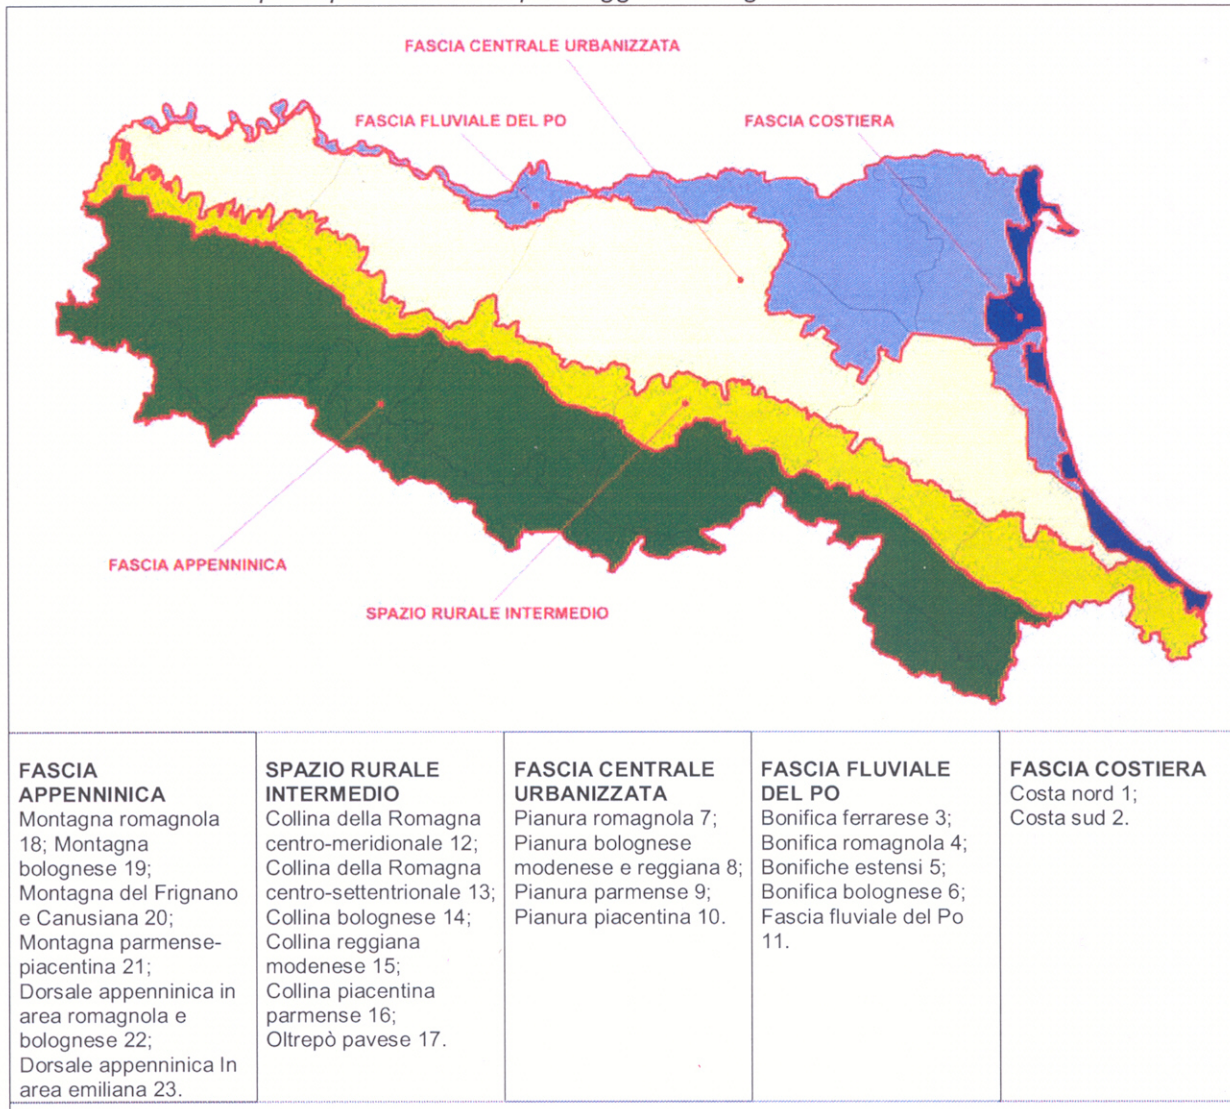 FASCIA CENTRALE URBANIZZATA
FASCIA FLUVIALE DEL PO
FASCIA COSTIERA
FASCIA APPENNINICA
SPAZIO RURALE INTERMEDIO
FASCIA
APPENNINICA
Montagna romagnola
18; Montagna
bolognese 19;
Montagna del Frignano
e Canusiana 20;
Montagna parmense-
piacentina 21;
Dorsale appenninica in
area romagnola e
bolognese 22;
Dorsale appenninica In
area emiliana 23.
SPAZIO RURALE
INTERMEDIO
Collina della Romagna
centro-meridionale 12;
Collina della Romagna
centro-settentrionale 13;
Collina bolognese 14;
Collina reggiana
modenese 15;
Collina piacentina
parmense 16;
Oltrepò pavese 17.
FASCIA CENTRALE
URBANIZZATA
Pianura romagnola 7;
Pianura bolognese
modenese e reggiana 8;
Pianura parmense 9;
Pianura piacentina 10.
FASCIA FLUVIALE
DEL PO
Bonifica ferrarese 3;
Bonifica romagnola 4;
Bonifiche estensi 5;
Bonifica bolognese 6;
Fascia fluviale del Po
11.
FASCIA COSTIERA
Costa nord 1;
Costa sud 2.